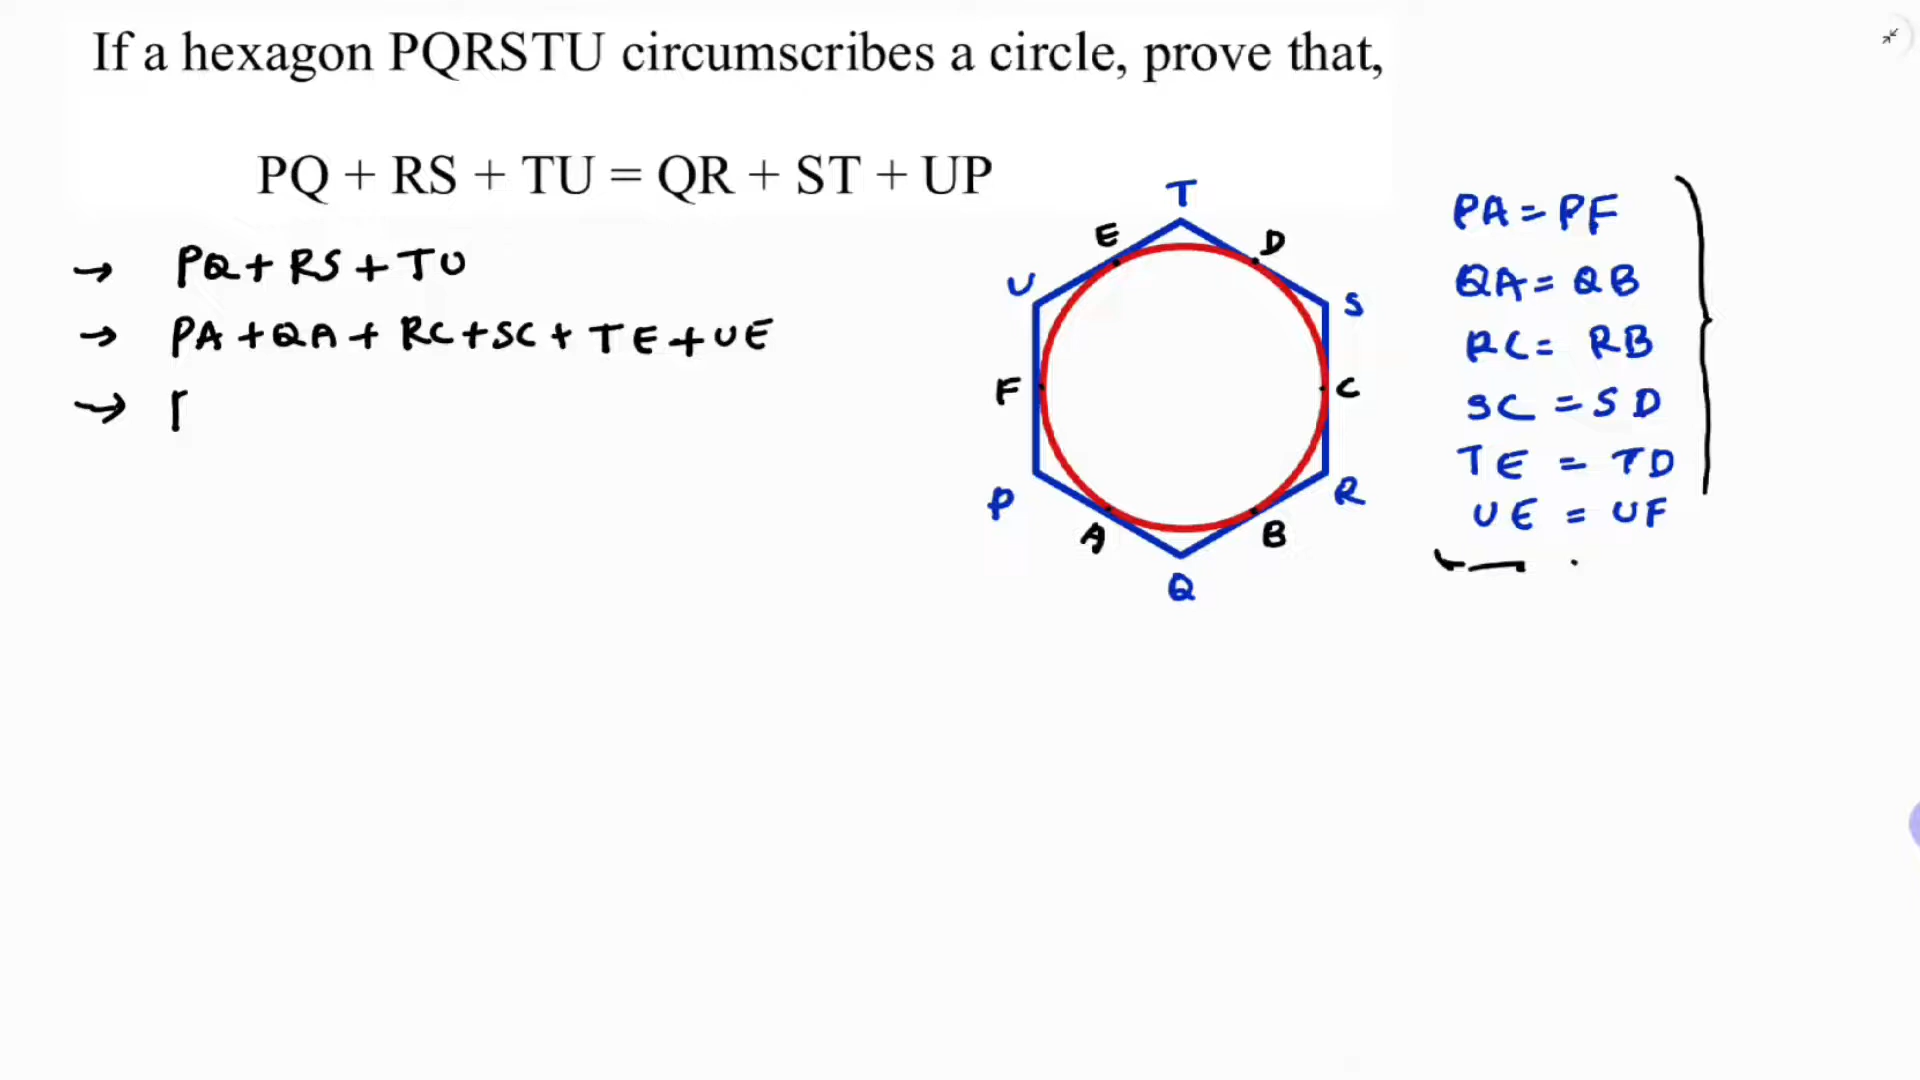 If a hexagon PQRSTU circumscribes a circle, prove that,
PQ + RS + TU = QR + ST + UP
→ PQ + RS + TU
→ PA + QA + RC + SC + TE + UE
→
T
E
D
U
S
F
C
P
R
A
B
Q
PA = PF
QA = QB
RC = RB
SC = SD
TE = TD
UE = UF